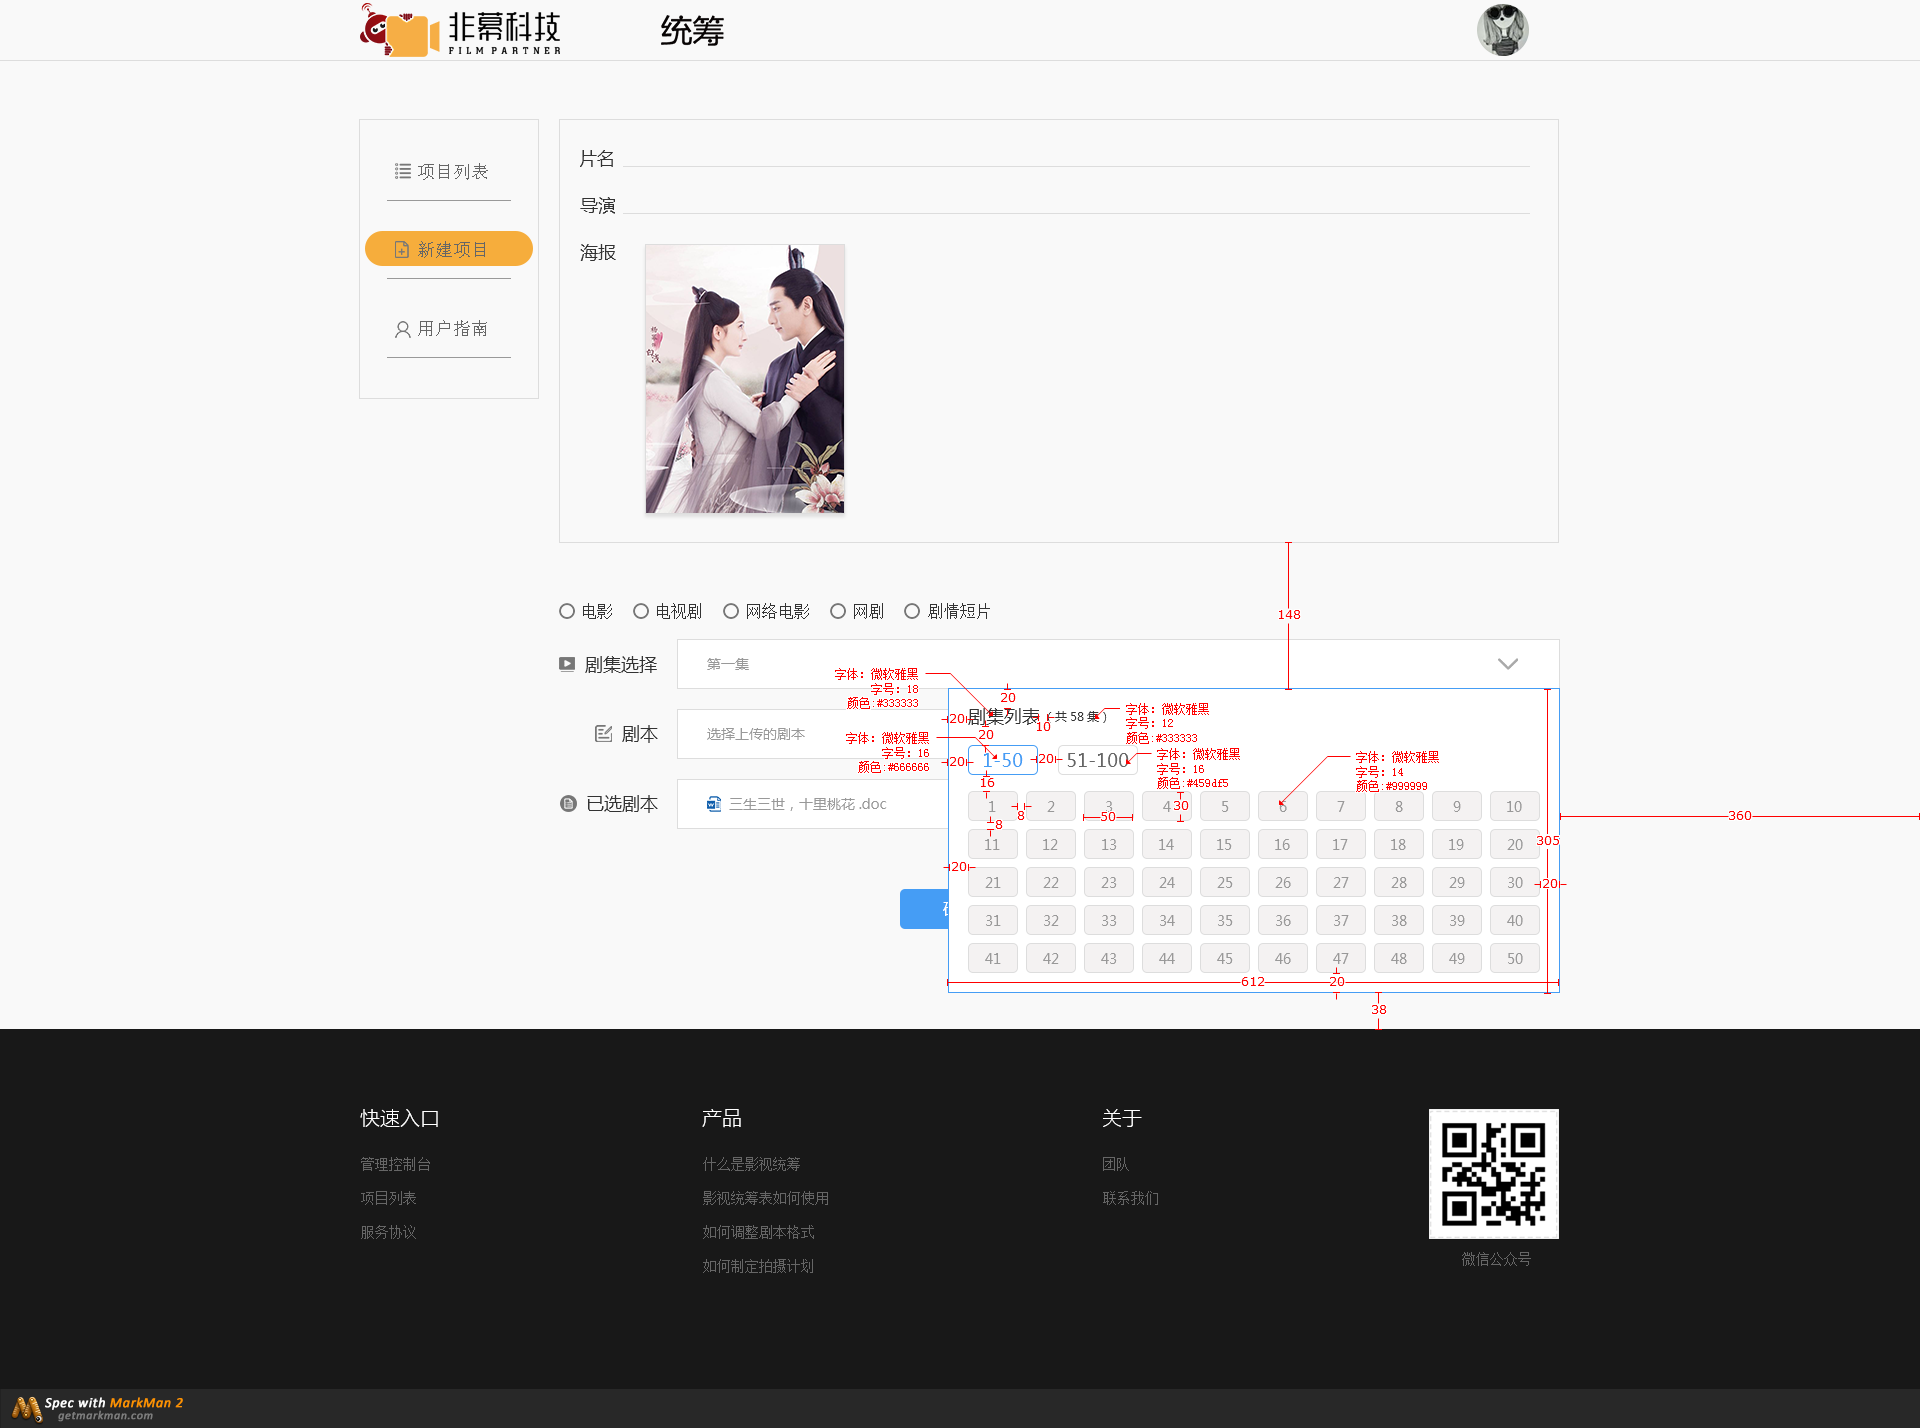 非幕科技
FILM PARTNER
统筹
项目列表
新建项目
用户指南
片名
导演
海报
148
电影
电视剧
网络电影
网剧
剧情短片
剧集选择
第一集
字体：微软雅黑
字号：18
颜色:#333333
20
20
剧集列表
（共 58 集）
10
20
字体：微软雅黑
字号：12
颜色:#333333
剧本
选择上传的剧本
字体：微软雅黑
字号：16
颜色:#666666
20
1-50
20
51-100
字体：微软雅黑
字号：16
颜色:#459df5
字体：微软雅黑
字号：14
颜色:#999999
16
已选剧本
三生三世，十里桃花 .doc
1 2 3 4 5 6 7 8 9 10
8
50
30
8
360
305
11 12 13 14 15 16 17 18 19 20
20
21 22 23 24 25 26 27 28 29 30
20
31 32 33 34 35 36 37 38 39 40
41 42 43 44 45 46 47 48 49 50
612
20
38
快速入口
管理控制台
项目列表
服务协议
产品
什么是影视统筹
影视统筹表如何使用
如何调整剧本格式
如何制定拍摄计划
关于
团队
联系我们
微信公众号
Spec with MarkMan 2
getmarkman.com